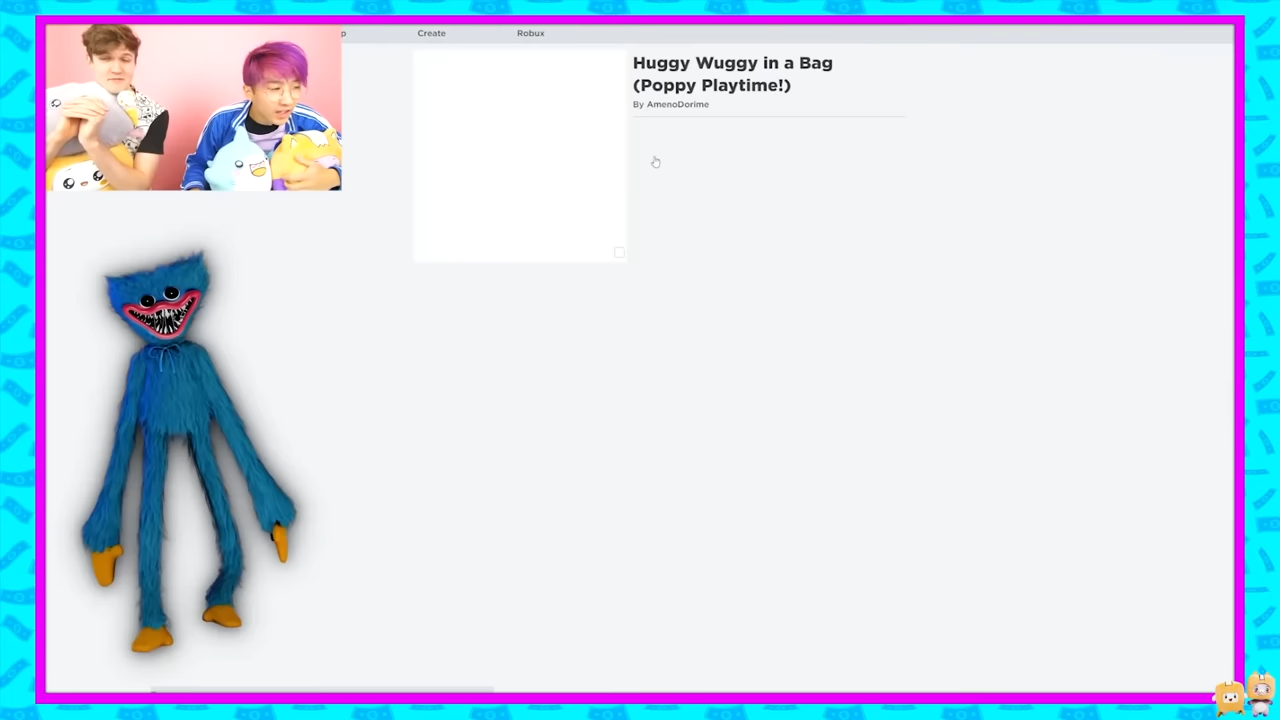 Create
Robux
Huggy Wuggy in a Bag
(Poppy Playtime!)
By AmenoDorime